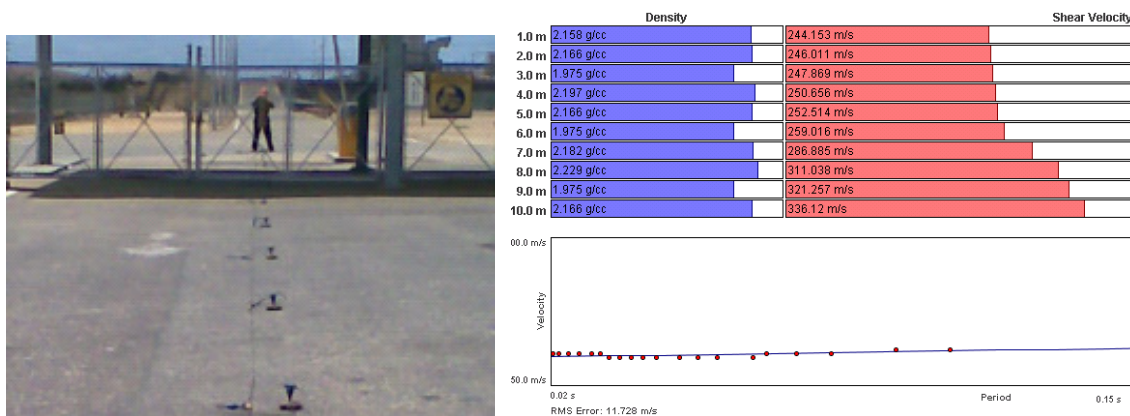 Density Shear Velocity
1.0 m 2.158 g/cc 244.153 m/s
2.0 m 2.166 g/cc 246.011 m/s
3.0 m 1.975 g/cc 247.869 m/s
4.0 m 2.197 g/cc 250.656 m/s
5.0 m 2.166 g/cc 252.514 m/s
6.0 m 1.975 g/cc 259.016 m/s
7.0 m 2.182 g/cc 286.885 m/s
8.0 m 2.229 g/cc 311.038 m/s
9.0 m 1.975 g/cc 321.257 m/s
10.0 m 2.166 g/cc 336.12 m/s
00.0 m/s
Velocity
50.0 m/s
0.02 s Period 0.15 s
RMS Error: 11.728 m/s